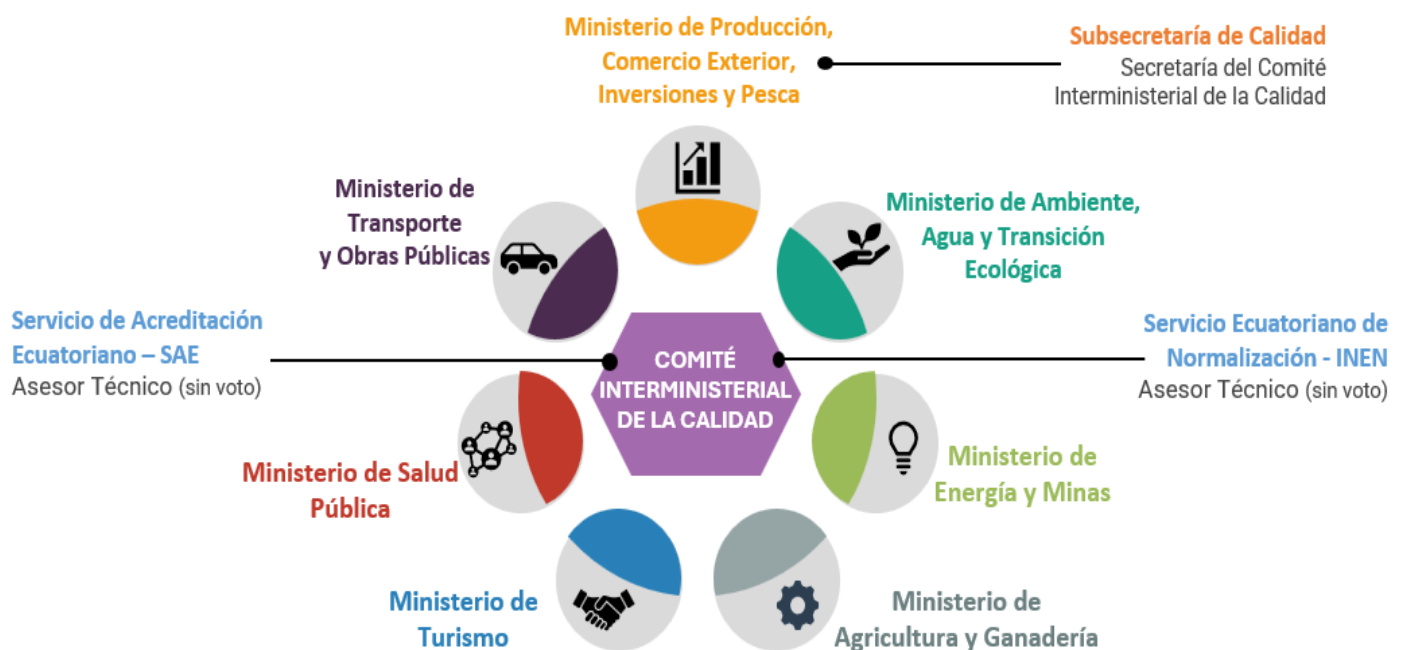 Ministerio de Producción,
Comercio Exterior,
Inversiones y Pesca
Subsecretaría de Calidad
Secretaría del Comité
Interministerial de la Calidad
Ministerio de
Transporte
y Obras Públicas
Ministerio de Ambiente,
Agua y Transición
Ecológica
Servicio de Acreditación
Ecuatoriano – SAE
Asesor Técnico (sin voto)
COMITÉ
INTERMINISTERIAL
DE LA CALIDAD
Servicio Ecuatoriano de
Normalización - INEN
Asesor Técnico (sin voto)
Ministerio de Salud
Pública
Ministerio de
Energía y Minas
Ministerio de
Turismo
Ministerio de
Agricultura y Ganadería